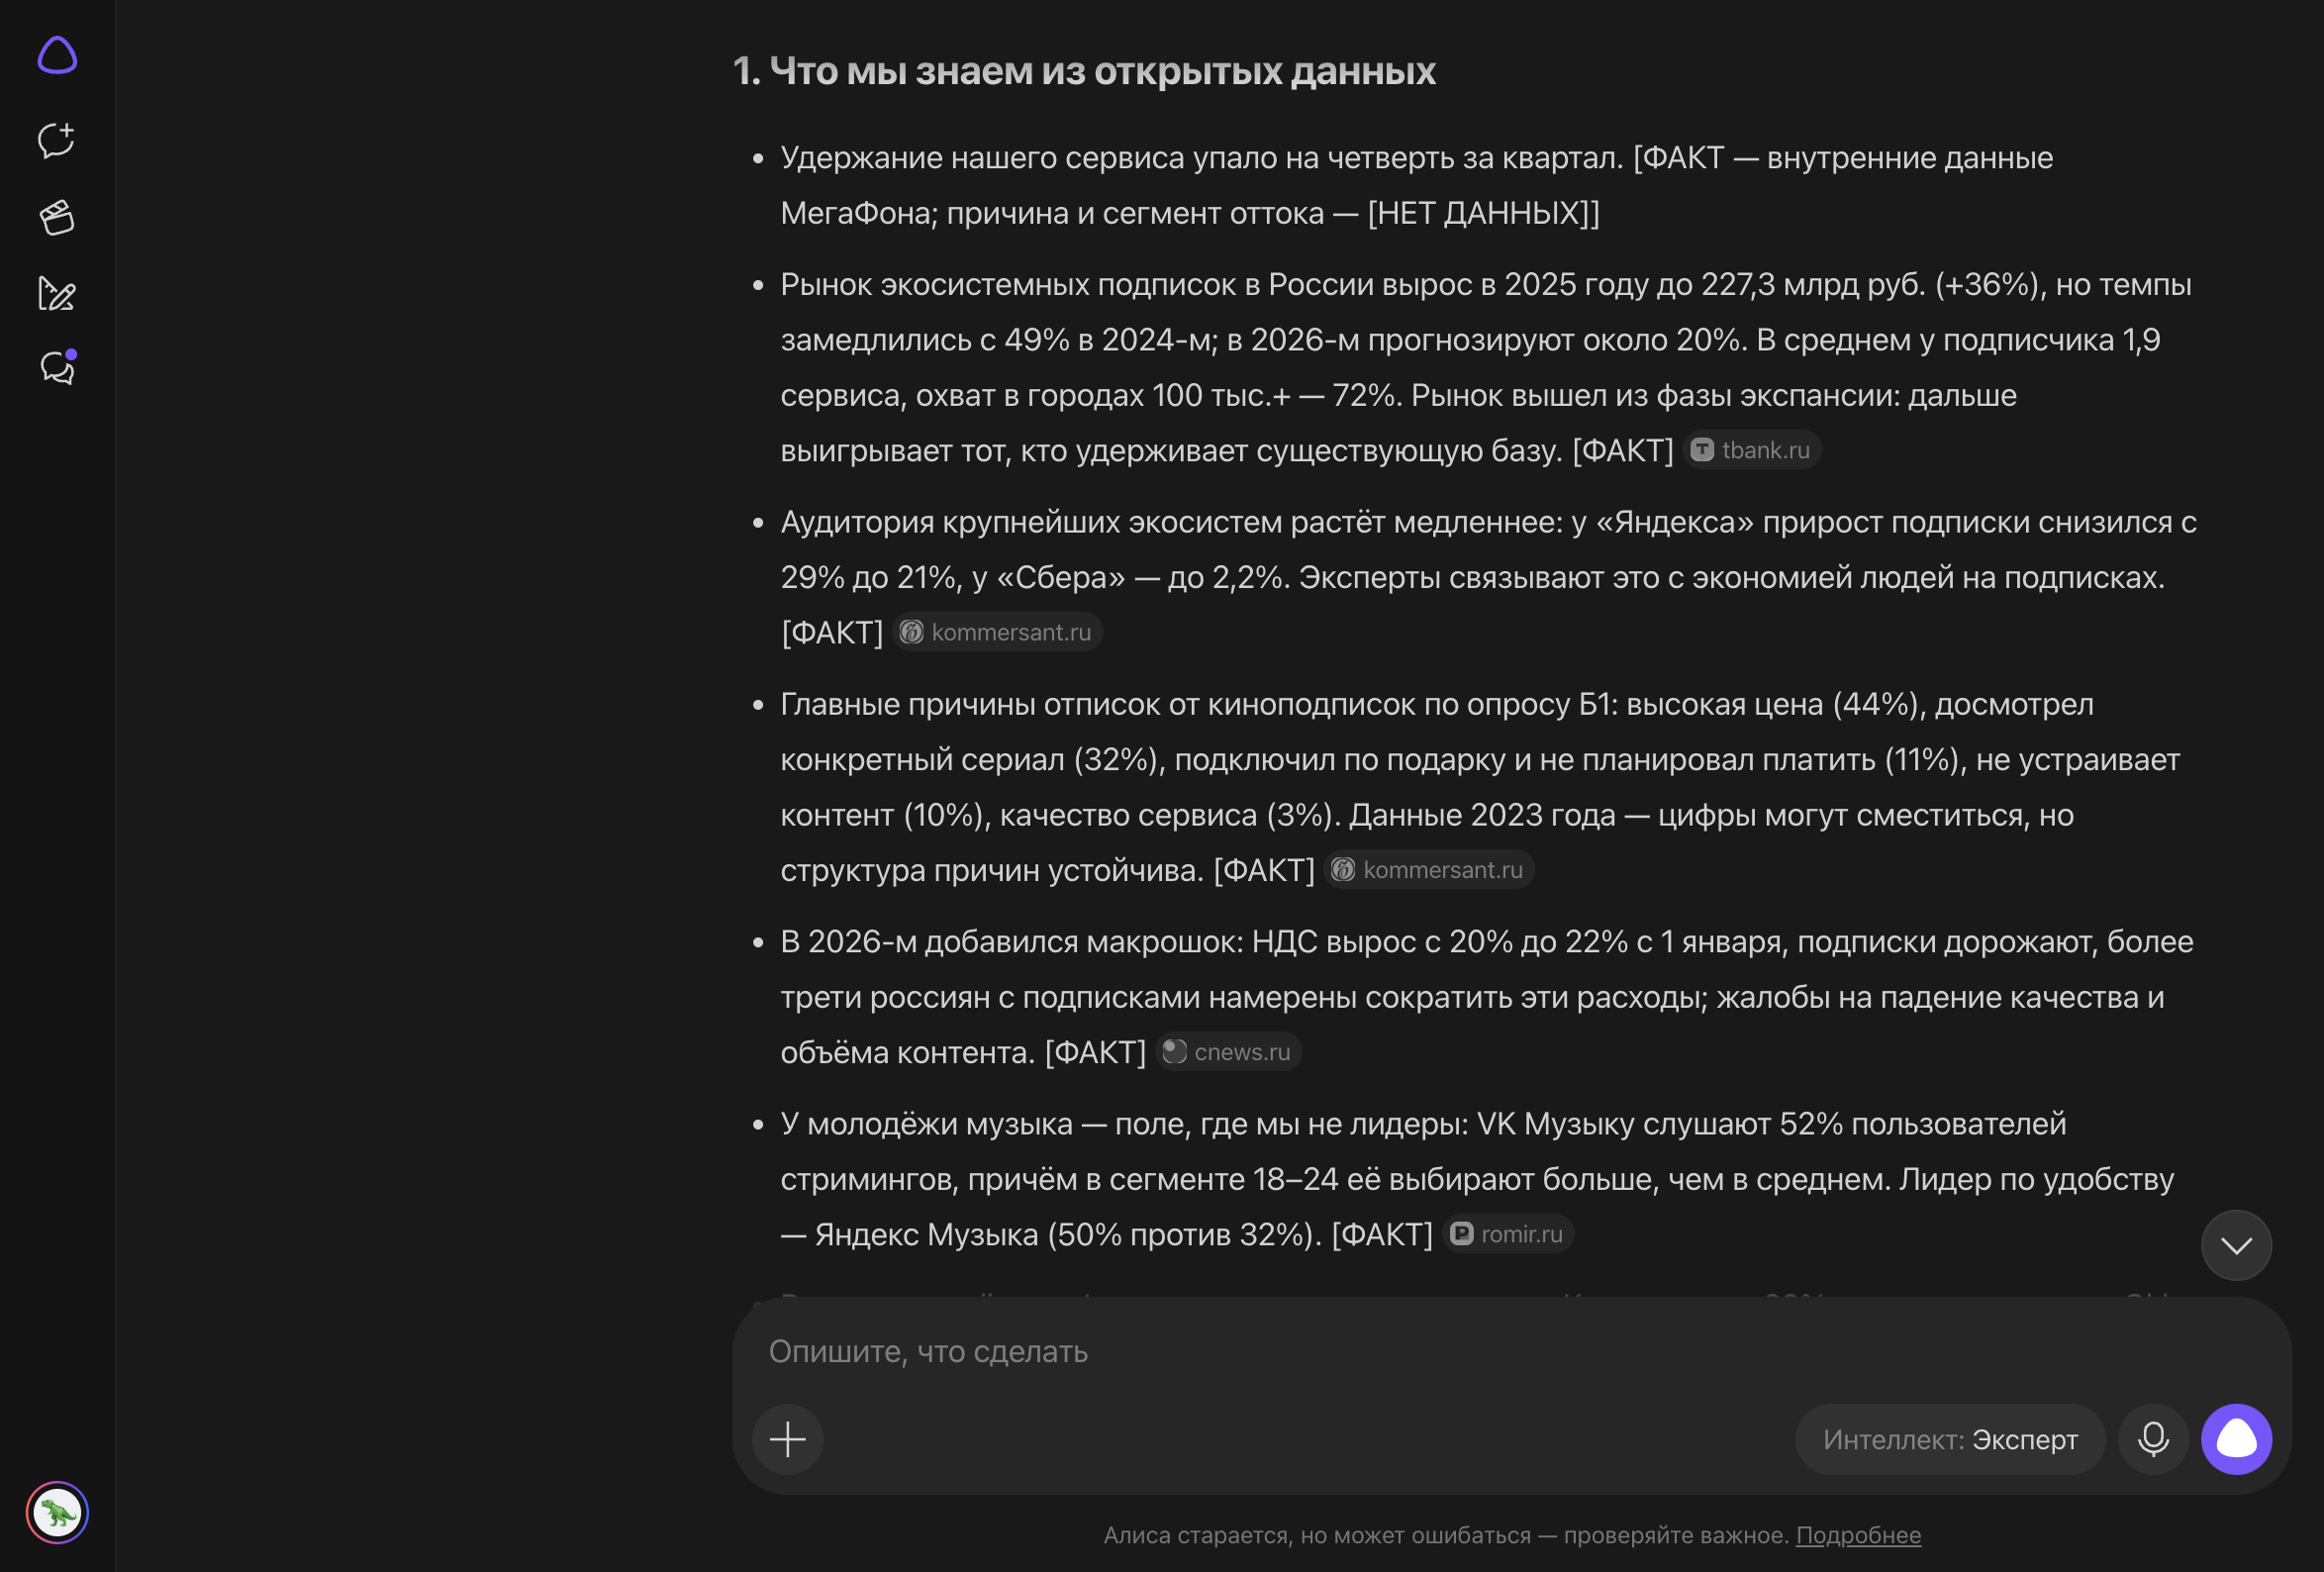 1. Что мы знаем из открытых данных
• Удержание нашего сервиса упало на четверть за квартал. [ФАКТ — внутренние данные
МегаФона; причина и сегмент оттока — [НЕТ ДАННЫХ]]
• Рынок экосистемных подписок в России вырос в 2025 году до 227,3 млрд руб. (+36%), но темпы
замедлились с 49% в 2024-м; в 2026-м прогнозируют около 20%. В среднем у подписчика 1,9
сервиса, охват в городах 100 тыс.+ — 72%. Рынок вышел из фазы экспансии: дальше
выигрывает тот, кто удерживает существующую базу. [ФАКТ] tbank.ru
• Аудитория крупнейших экосистем растёт медленнее: у «Яндекса» прирост подписки снизился с
29% до 21%, у «Сбера» — до 2,2%. Эксперты связывают это с экономией людей на подписках.
[ФАКТ] kommersant.ru
• Главные причины отписок от киноподписок по опросу Б1: высокая цена (44%), досмотрел
конкретный сериал (32%), подключил по подарку и не планировал платить (11%), не устраивает
контент (10%), качество сервиса (3%). Данные 2023 года — цифры могут сместиться, но
структура причин устойчива. [ФАКТ] kommersant.ru
• В 2026-м добавился макрошок: НДС вырос с 20% до 22% с 1 января, подписки дорожают, более
трети россиян с подписками намерены сократить эти расходы; жалобы на падение качества и
объёма контента. [ФАКТ] cnews.ru
• У молодёжи музыка — поле, где мы не лидеры: VK Музыку слушают 52% пользователей
стримингов, причём в сегменте 18–24 её выбирают больше, чем в среднем. Лидер по удобству
— Яндекс Музыка (50% против 32%). [ФАКТ] romir.ru
Опишите, что сделать
Интеллект: Эксперт
Алиса старается, но может ошибаться — проверяйте важное. Подробнее